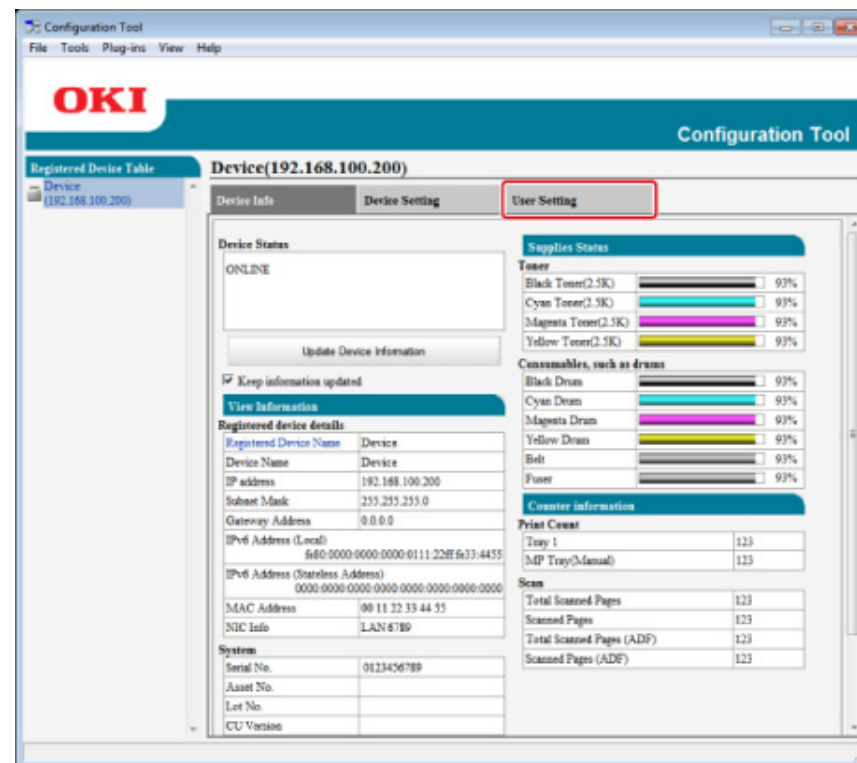 Configuration Tool
File Tools Plug-ins View Help
OKI
Configuration Tool
Registered Device Table
Device
(192.168.100.200)
Device(192.168.100.200)
Device Info Device Setting User Setting
Device Status
ONLINE
Update Device Information
Keep information updated
View Information
Registered device details
Registered Device Name Device
Device Name Device
IP address 192.168.100.200
Subnet Mask 255.255.255.0
Gateway Address 0.0.0.0
IPv6 Address (Local)
fe80:0000:0000:0000:0111:22ff:fe33:4455
IPv6 Address (Stateless Address)
0000:0000:0000:0000:0000:0000:0000:0000
MAC Address 00 11 22 33 44 55
NIC Info LAN 6789
System
Serial No. 0123456789
Asset No.
Lot No.
CU Version
Supplies Status
Toner
Black Toner(2.5K) 93%
Cyan Toner(2.5K) 93%
Magenta Toner(2.5K) 93%
Yellow Toner(2.5K) 93%
Consumables, such as drums
Black Drum 93%
Cyan Drum 93%
Magenta Drum 93%
Yellow Drum 93%
Belt 93%
Fuser 93%
Counter information
Print Count
Tray 1 123
MP Tray(Manual) 123
Scan
Total Scanned Pages 123
Scanned Pages 123
Total Scanned Pages (ADF) 123
Scanned Pages (ADF) 123